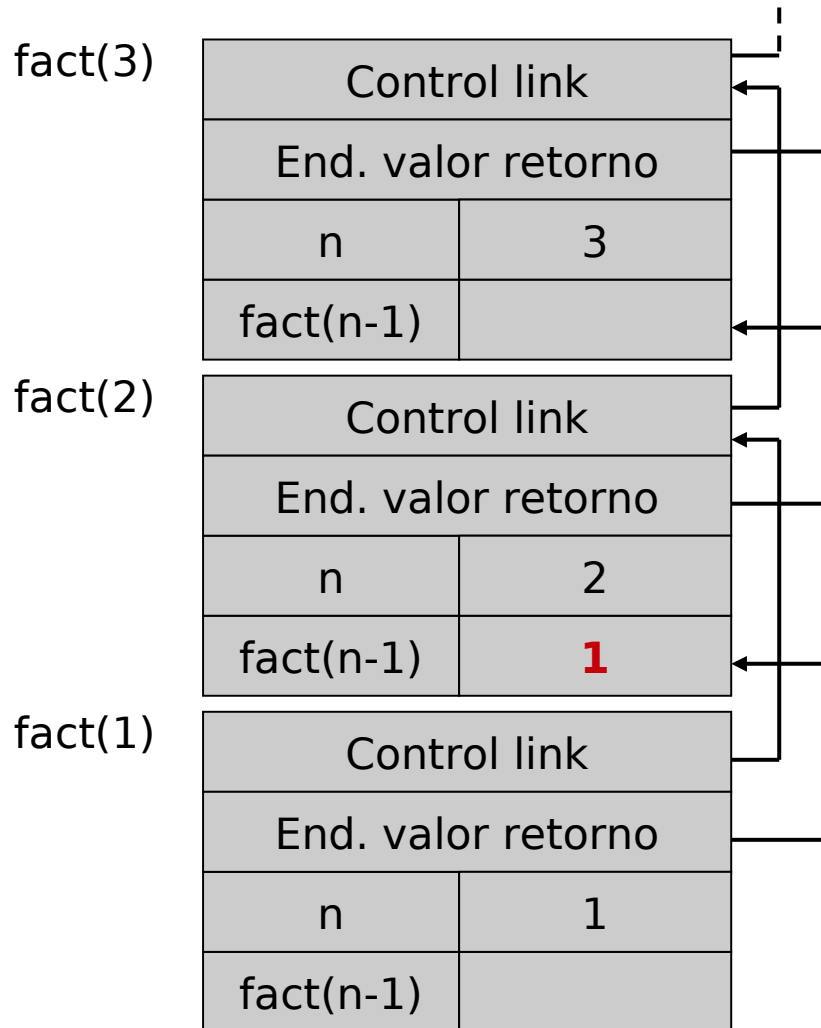 fact(3)
Control link
End. valor retorno
n 3
fact(n-1)
fact(2)
Control link
End. valor retorno
n 2
fact(n-1) 1
fact(1)
Control link
End. valor retorno
n 1
fact(n-1)